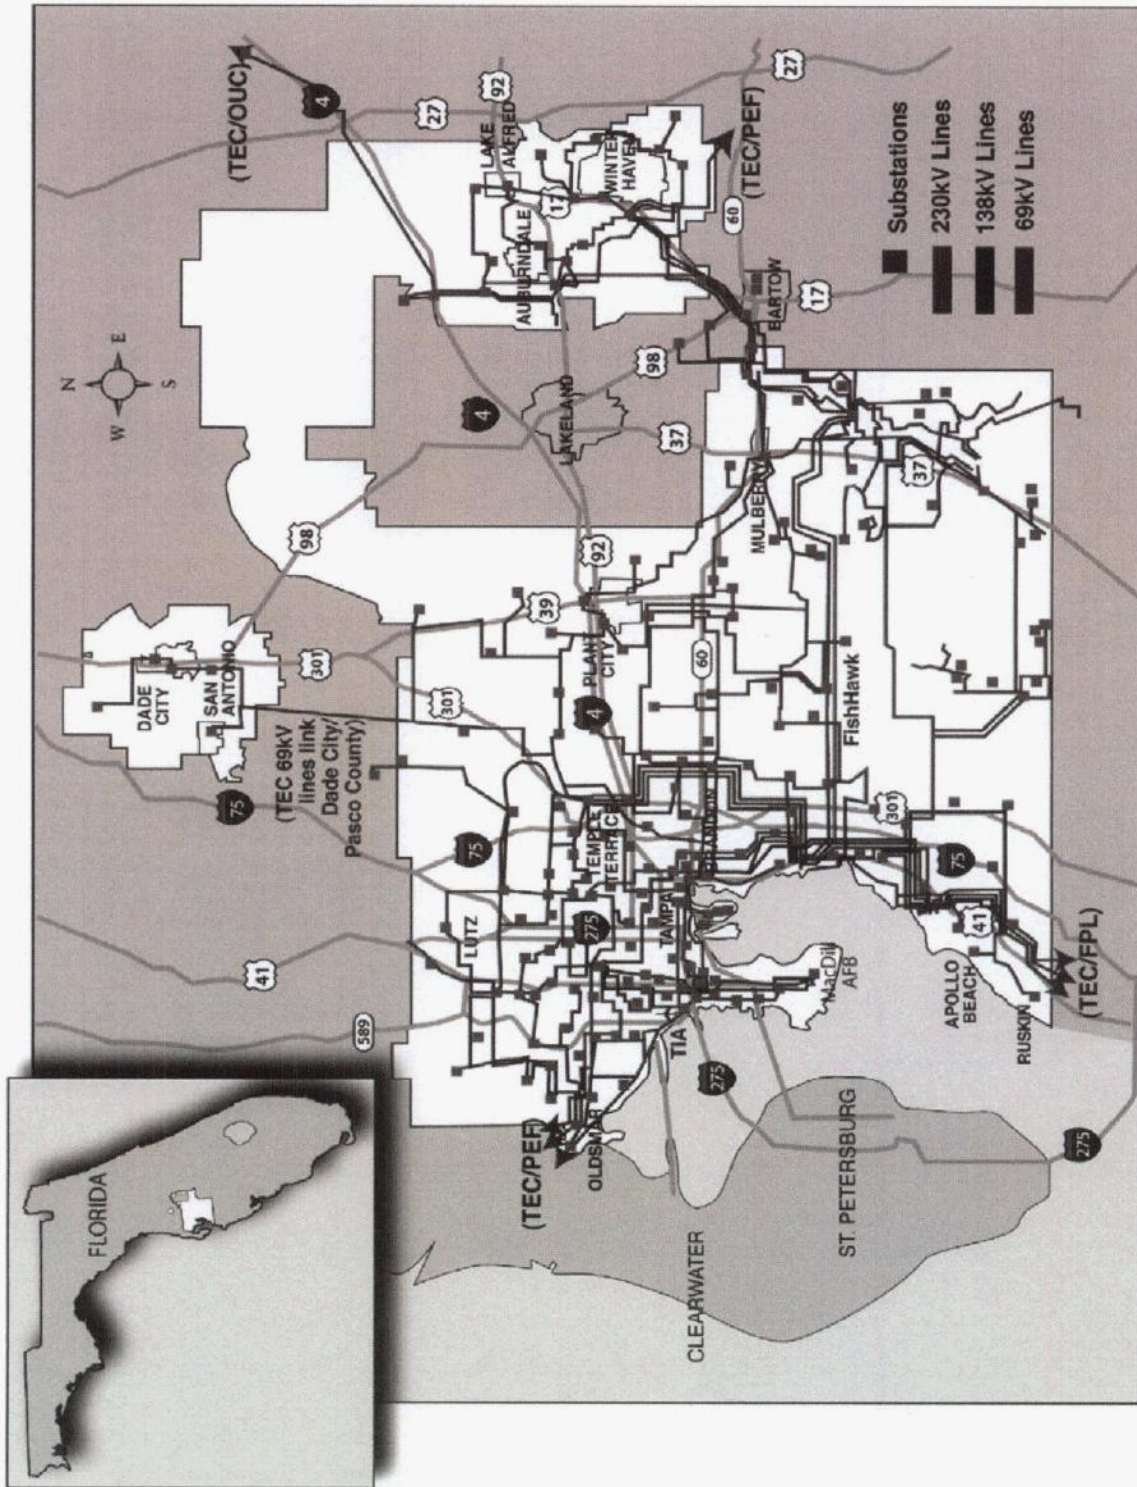 FLORIDA
N
W
E
S
589
41
75
301
98
DADE
CITY
SAN
ANTONIO
(TEC 69kV
lines link
Dade City/
Pasco County)
(TEC/OUC)
4
27
92
LAKE
ALFRED
17
AUBURNDALE
WINTER
HAVEN
(TEC/PEF)
27
60
BARTOW
17
98
4
LAKELAND
37
MULBERRY
37
92
39
PLANT
CITY
60
4
301
75
LUTZ
275
TEMPLE
TERRACE
TAMPA
BRANDON
FishHawk
301
75
41
(TEC/PEF)
OLDSMAR
TIA
275
MacDill
AFB
APOLLO
BEACH
RUSKIN
(TEC/FPL)
CLEARWATER
ST. PETERSBURG
275
Substations
230kV Lines
138kV Lines
69kV Lines